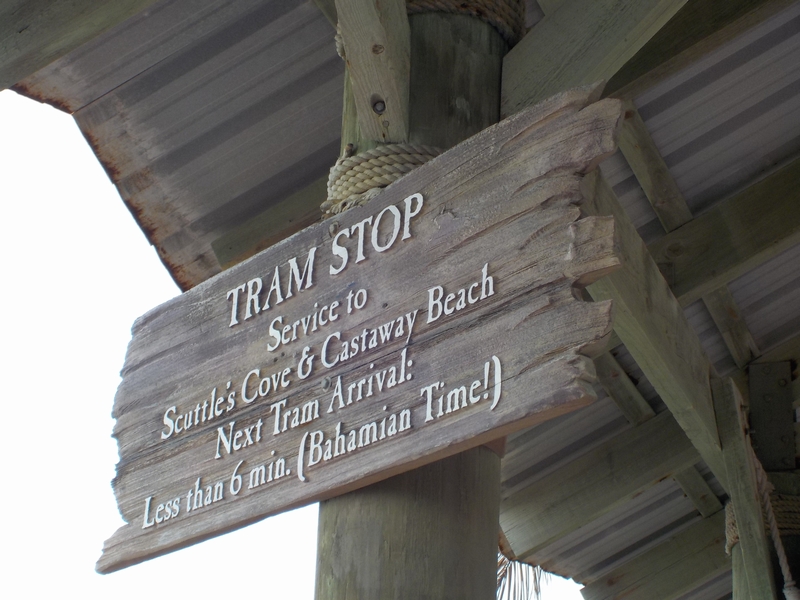 TRAM STOP
Service to
Scuttle's Cove & Castaway Beach
Next Tram Arrival:
Less than 6 min. (Bahamian Time!)